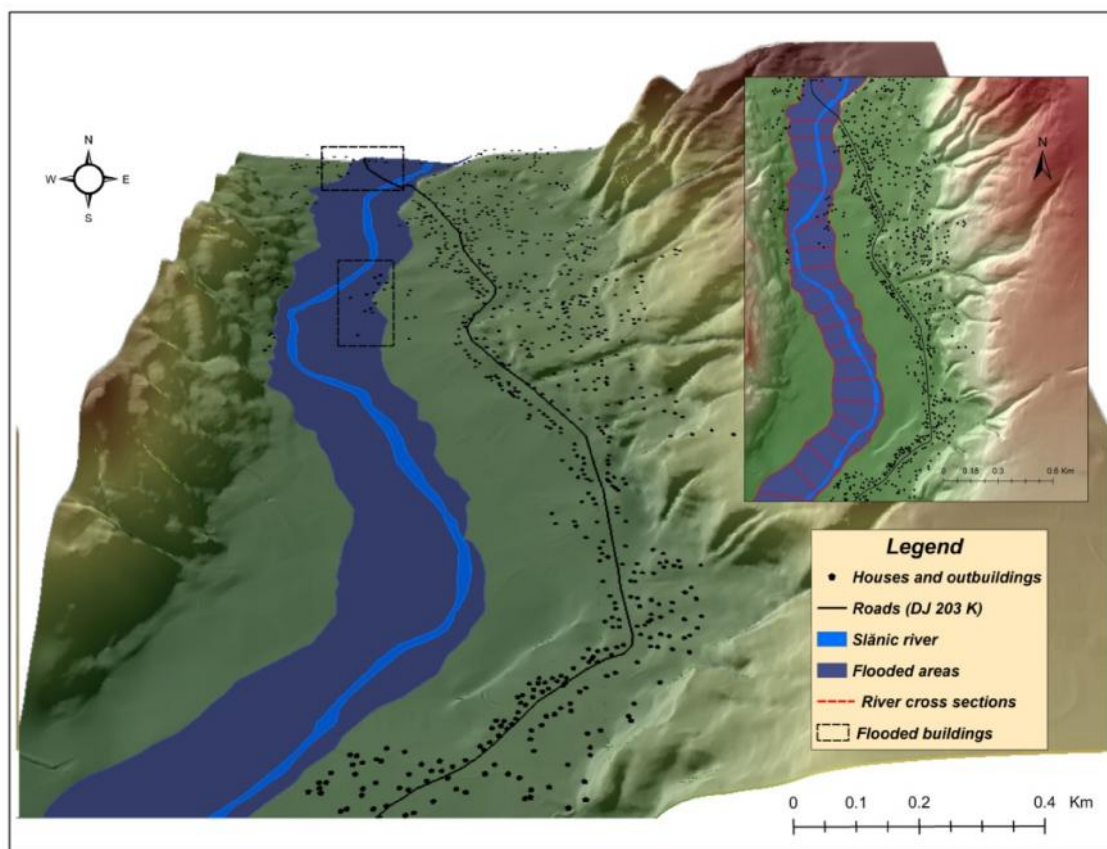 N
W E
S
N
0 0.15 0.3 0.6 Km
Legend
Houses and outbuildings
Roads (DJ 203 K)
Slănic river
Flooded areas
River cross sections
Flooded buildings
0 0.1 0.2 0.4 Km